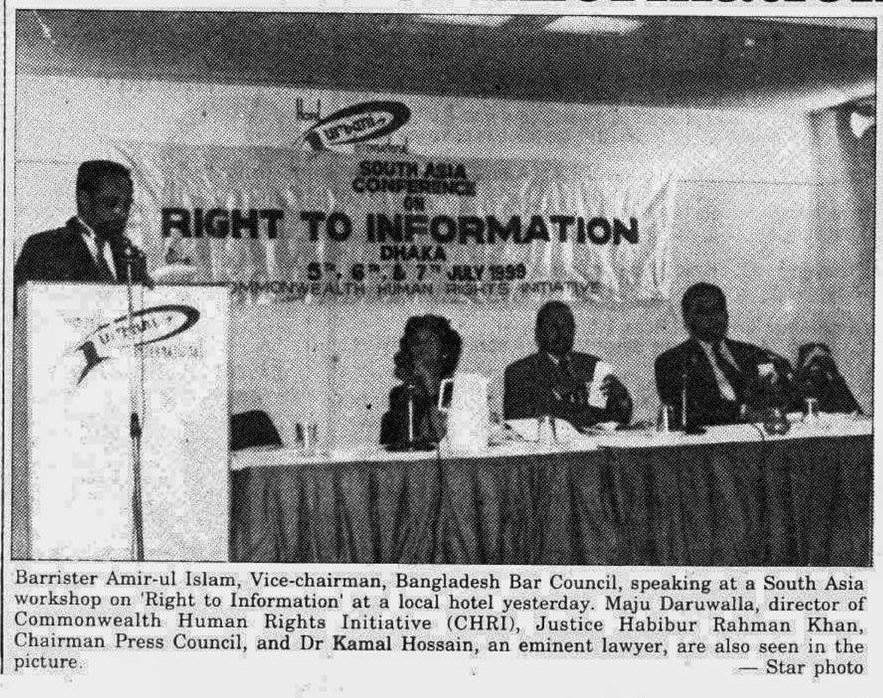 Hotel
SOUTH ASIA
CONFERENCE
ON
RIGHT TO INFORMATION
DHAKA
5TH, 6TH, & 7TH JULY 1999
COMMONWEALTH HUMAN RIGHTS INITIATIVE
Barrister Amir-ul Islam, Vice-chairman, Bangladesh Bar Council, speaking at a South Asia
workshop on 'Right to Information' at a local hotel yesterday. Maju Daruwalla, director of
Commonwealth Human Rights Initiative (CHRI), Justice Habibur Rahman Khan,
Chairman Press Council, and Dr Kamal Hossain, an eminent lawyer, are also seen in the
picture.
— Star photo